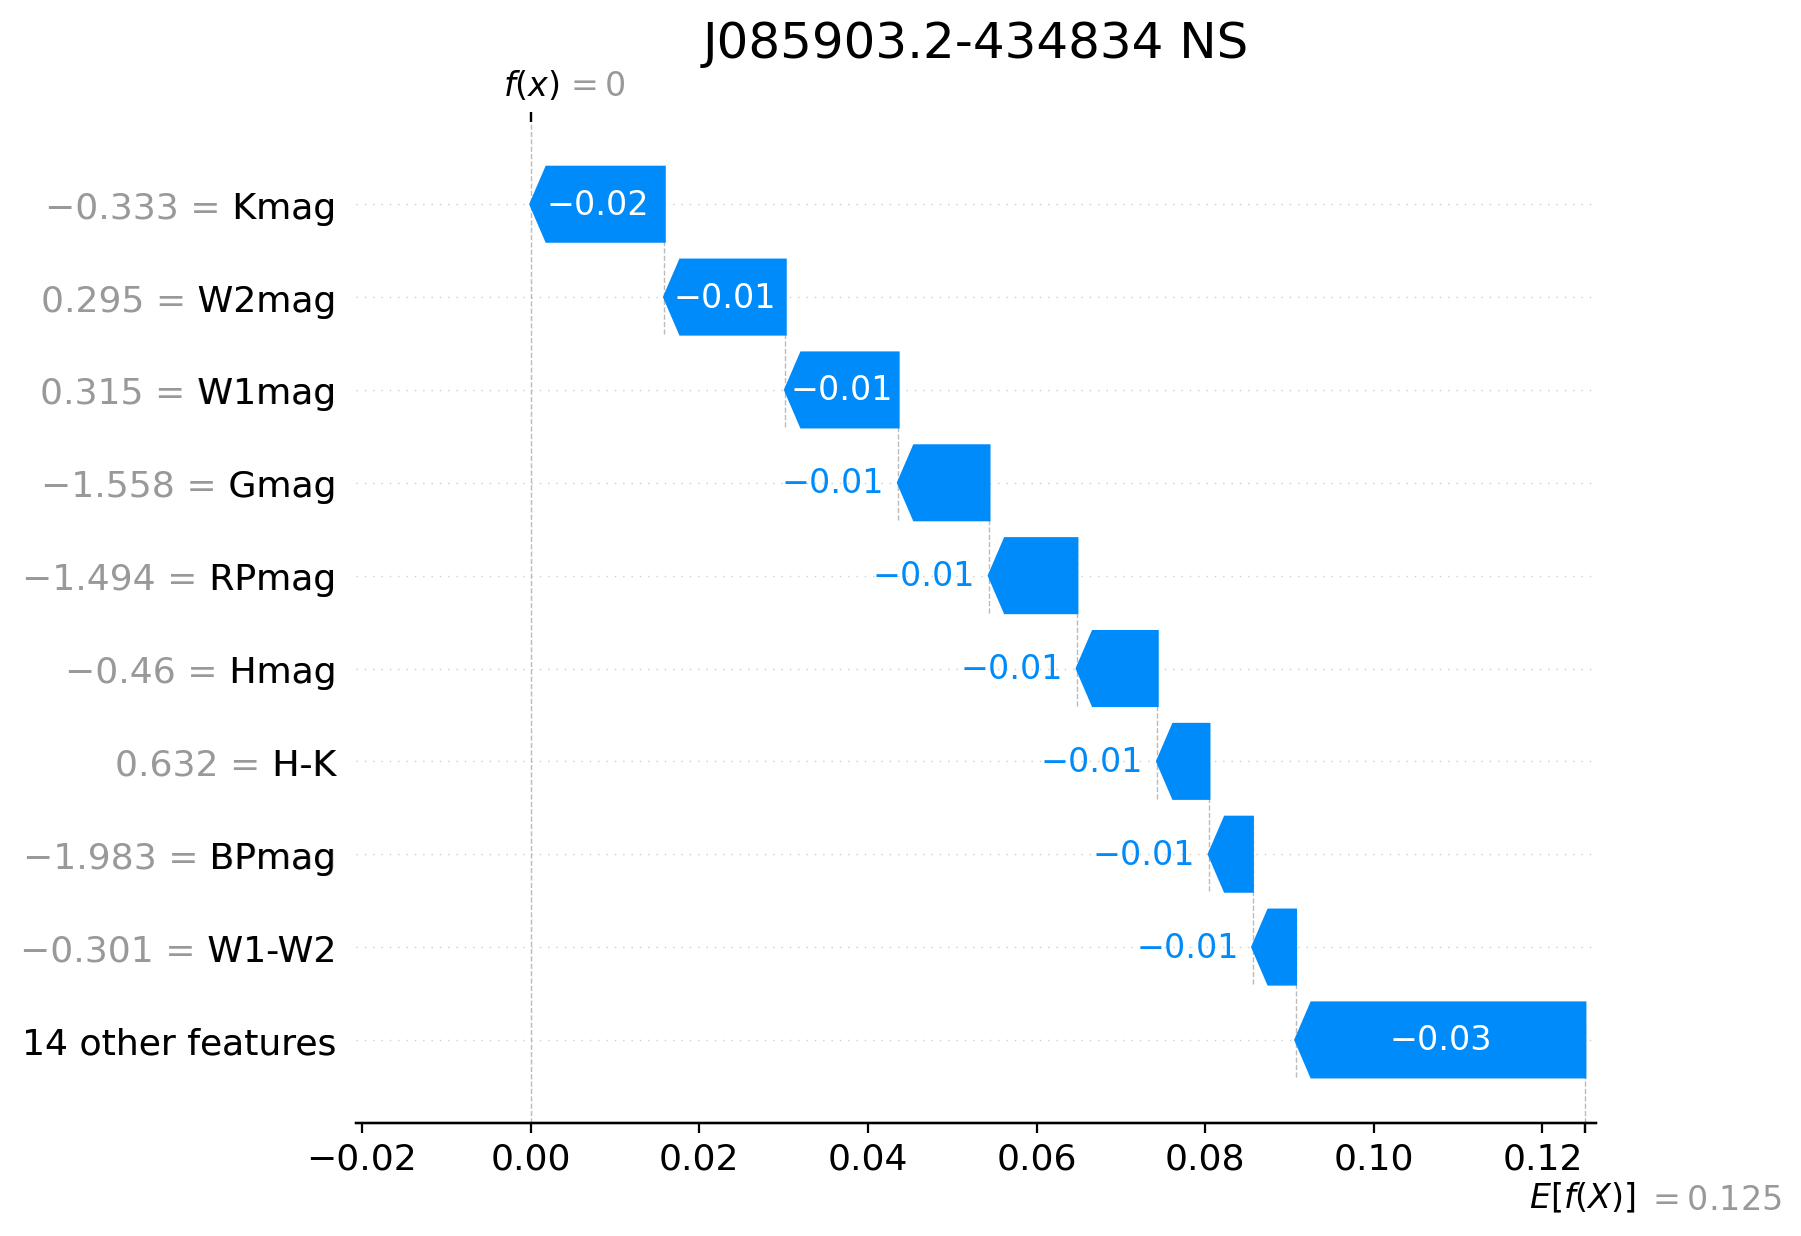 J085903.2-434834 NS
f(x) = 0
−0.333 = Kmag −0.02
0.295 = W2mag −0.01
0.315 = W1mag −0.01
−1.558 = Gmag −0.01
−1.494 = RPmag −0.01
−0.46 = Hmag −0.01
0.632 = H-K −0.01
−1.983 = BPmag −0.01
−0.301 = W1-W2 −0.01
14 other features −0.03
−0.02 0.00 0.02 0.04 0.06 0.08 0.10 0.12
E[f(X)] = 0.125